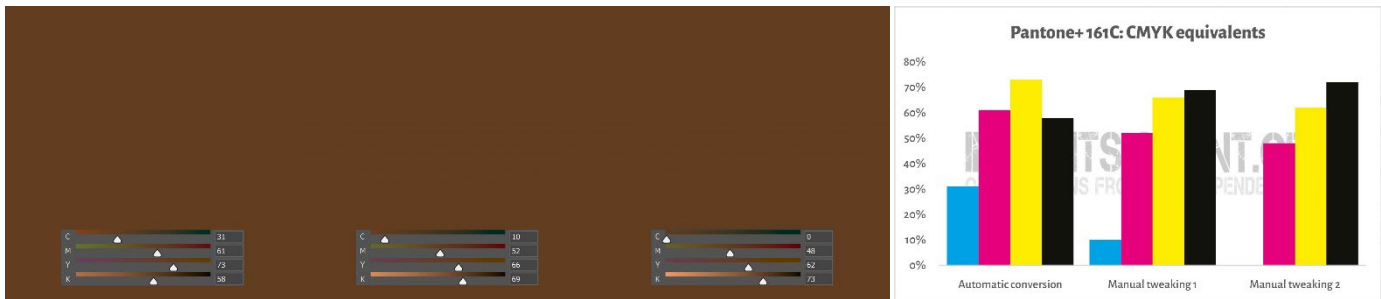 C 31
M 61
Y 73
K 58
C 10
M 52
Y 66
K 69
C 0
M 48
Y 62
K 73
Pantone+ 161C: CMYK equivalents
80%
70%
60%
50%
40%
30%
20%
10%
0%
Automatic conversion
Manual tweaking 1
Manual tweaking 2